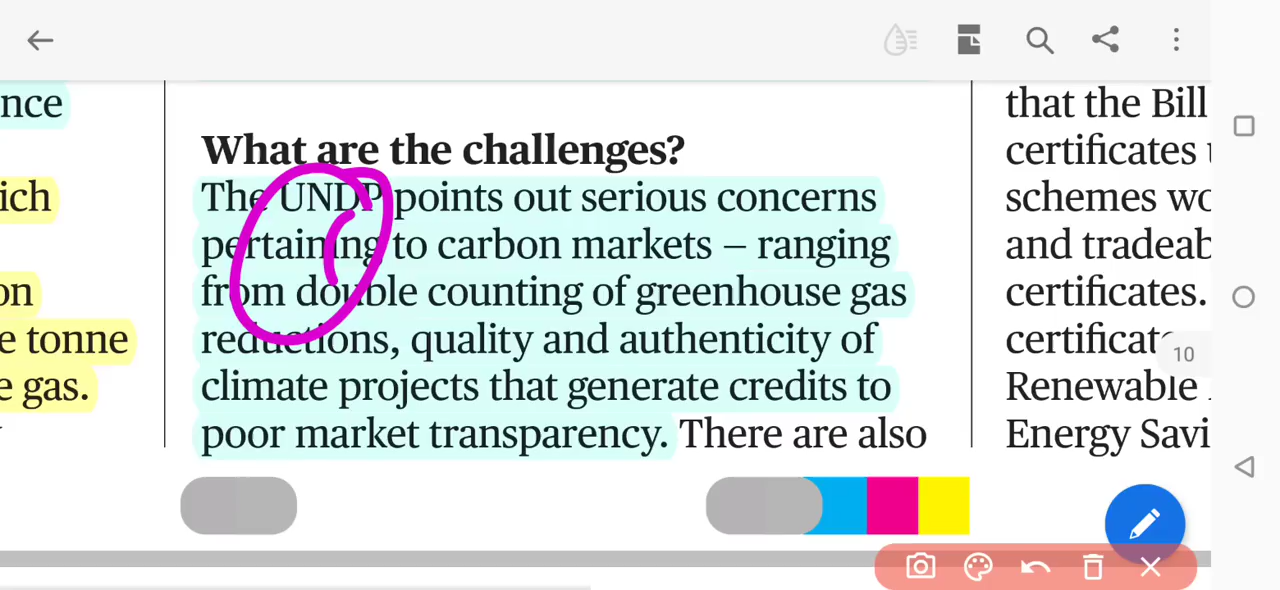 nce
ich
on
e tonne
e gas.
What are the challenges?
The UNDP points out serious concerns
pertaining to carbon markets – ranging
from double counting of greenhouse gas
reductions, quality and authenticity of
climate projects that generate credits to
poor market transparency. There are also
that the Bill
certificates
schemes wo
and tradeab
certificates.
certificate
Renewable
Energy Savi
10